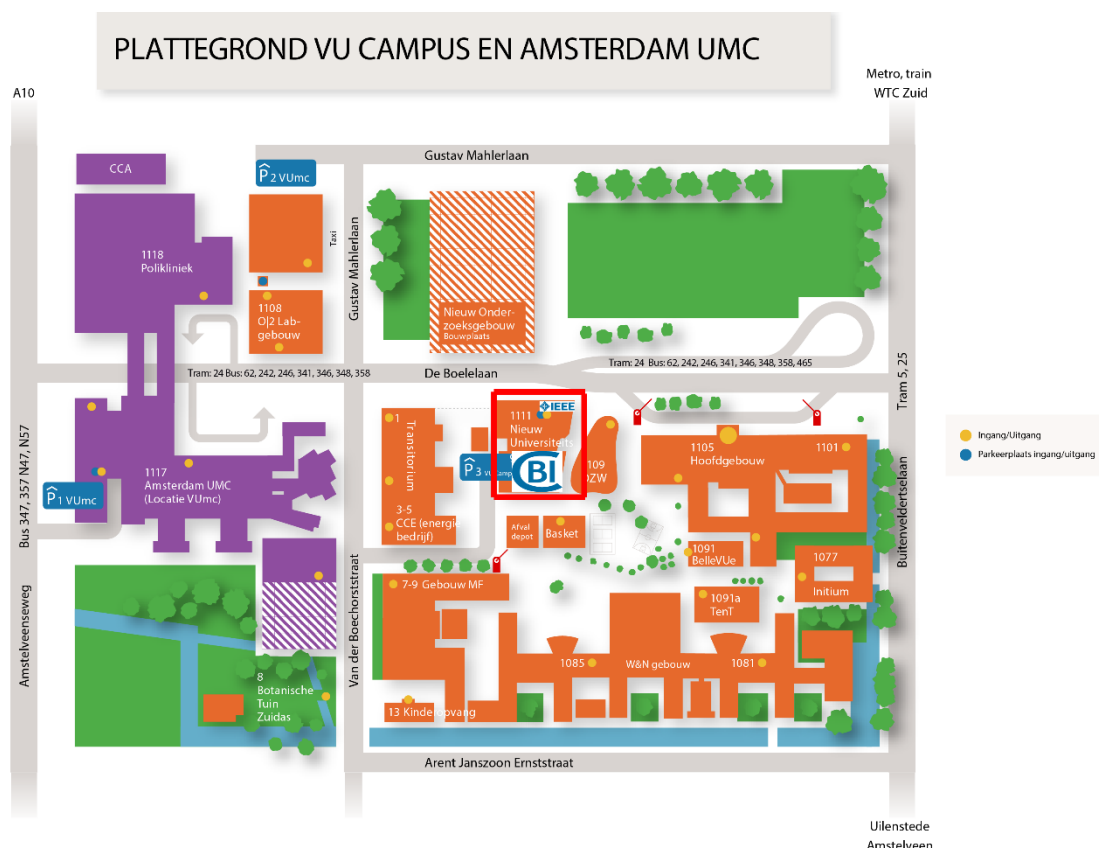 PLATTEGROND VU CAMPUS EN AMSTERDAM UMC
A10
Metro, train
WTC Zuid
Gustav Mahlerlaan
CCA
P 2 VUmc
Taxi
Gustav Mahlerlaan
1118
Polikliniek
1108
O|2 Lab-
gebouw
Nieuw Onder-
zoeksgebouw
Bouwplaats
Tram: 24 Bus: 62, 242, 246, 341, 346, 348, 358
De Boelelaan
Tram: 24 Bus: 62, 242, 246, 341, 346, 348, 358, 465
Tram 5, 25
Bus 347, 357 N47, N57
1
Transitorium
3-5
CCE (energie
bedrijf)
IEEE
1111
Nieuw
Universiteits
CBI
P 3
OZW
1105
Hoofdgebouw
1101
Ingang/Uitgang
Parkeerplaats ingang/uitgang
1117
Amsterdam UMC
(Locatie VUmc)
P 1 VUmc
Afval
depot
Basket
1091
BelleVUe
1077
Initium
Buitenveldertselaan
Amstelveenseweg
Van der Boechorststraat
7-9 Gebouw MF
1091a
TenT
1085
W&N gebouw
1081
8
Botanische
Tuin
Zuidas
13 Kinderopvang
Arent Janszoon Ernststraat
Uilenstede
Amstelveen